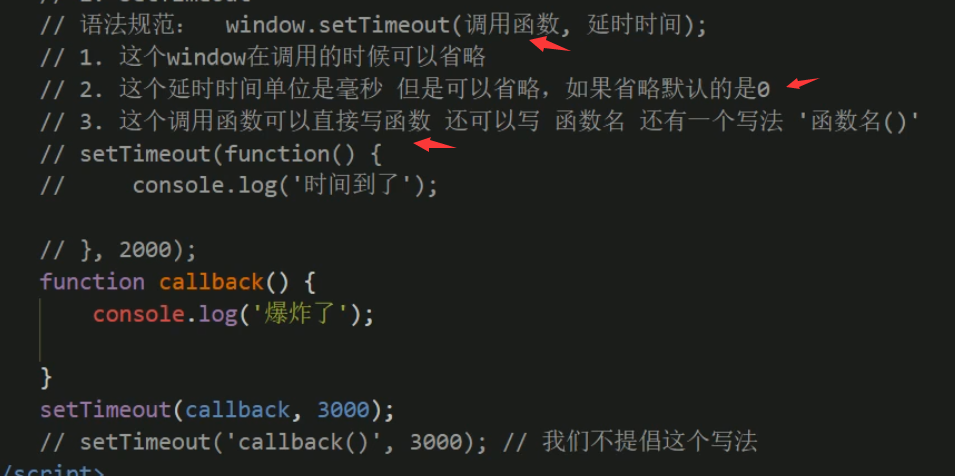 // 语法规范： window.setTimeout(调用函数, 延时时间);
// 1. 这个window在调用的时候可以省略
// 2. 这个延时时间单位是毫秒 但是可以省略，如果省略默认的是0
// 3. 这个调用函数可以直接写函数 还可以写 函数名 还有一个写法 '函数名()'
// setTimeout(function() {
//     console.log('时间到了');
// }, 2000);
function callback() {
    console.log('爆炸了');
}
setTimeout(callback, 3000);
// setTimeout('callback()', 3000); // 我们不提倡这个写法
/script>